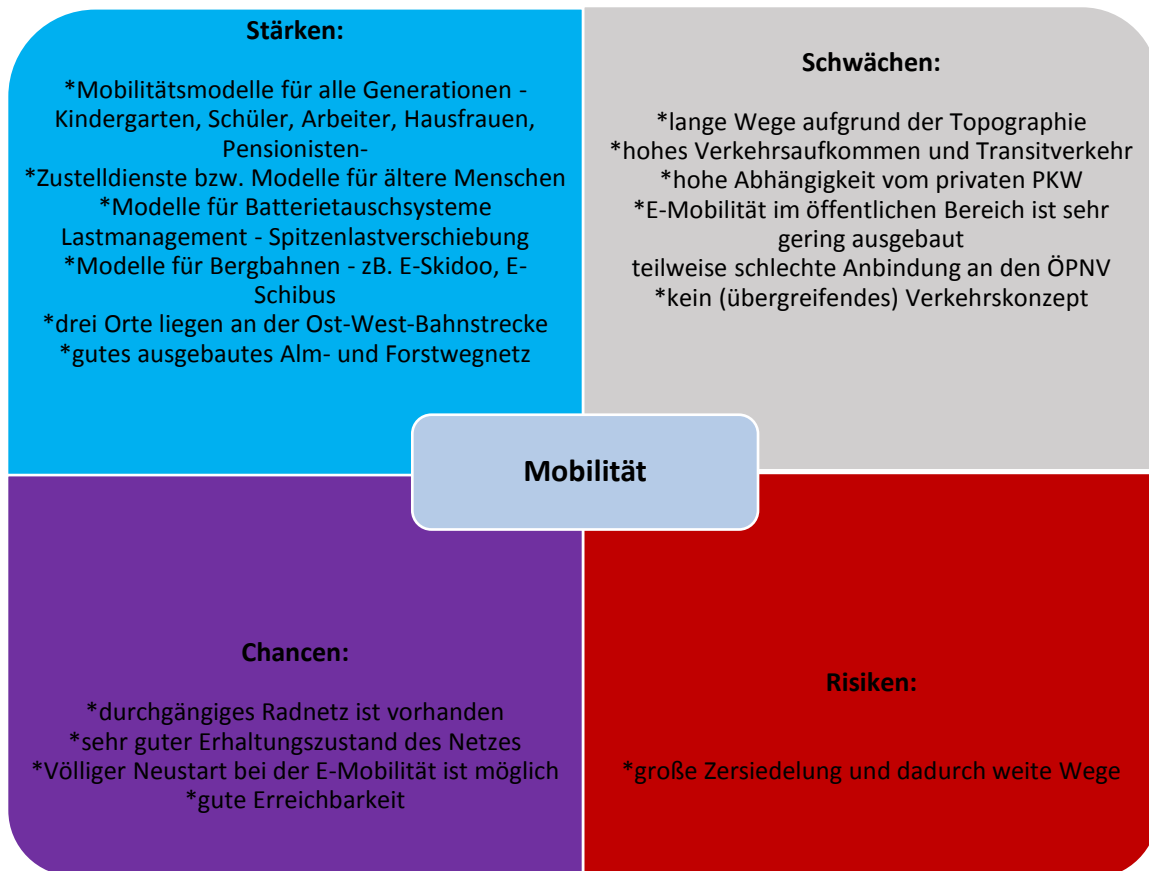 Stärken:
*Mobilitätsmodelle für alle Generationen -
Kindergarten, Schüler, Arbeiter, Hausfrauen,
Pensionisten-
*Zustelldienste bzw. Modelle für ältere Menschen
*Modelle für Batterietauschsysteme
Lastmanagement - Spitzenlastverschiebung
*Modelle für Bergbahnen - zB. E-Skidoo, E-
Schibus
*drei Orte liegen an der Ost-West-Bahnstrecke
*gutes ausgebautes Alm- und Forstwegnetz
Schwächen:
*lange Wege aufgrund der Topographie
*hohes Verkehrsaufkommen und Transitverkehr
*hohe Abhängigkeit vom privaten PKW
*E-Mobilität im öffentlichen Bereich ist sehr
gering ausgebaut
teilweise schlechte Anbindung an den ÖPNV
*kein (übergreifendes) Verkehrskonzept
Mobilität
Chancen:
*durchgängiges Radnetz ist vorhanden
*sehr guter Erhaltungszustand des Netzes
*Völliger Neustart bei der E-Mobilität ist möglich
*gute Erreichbarkeit
Risiken:
*große Zersiedelung und dadurch weite Wege